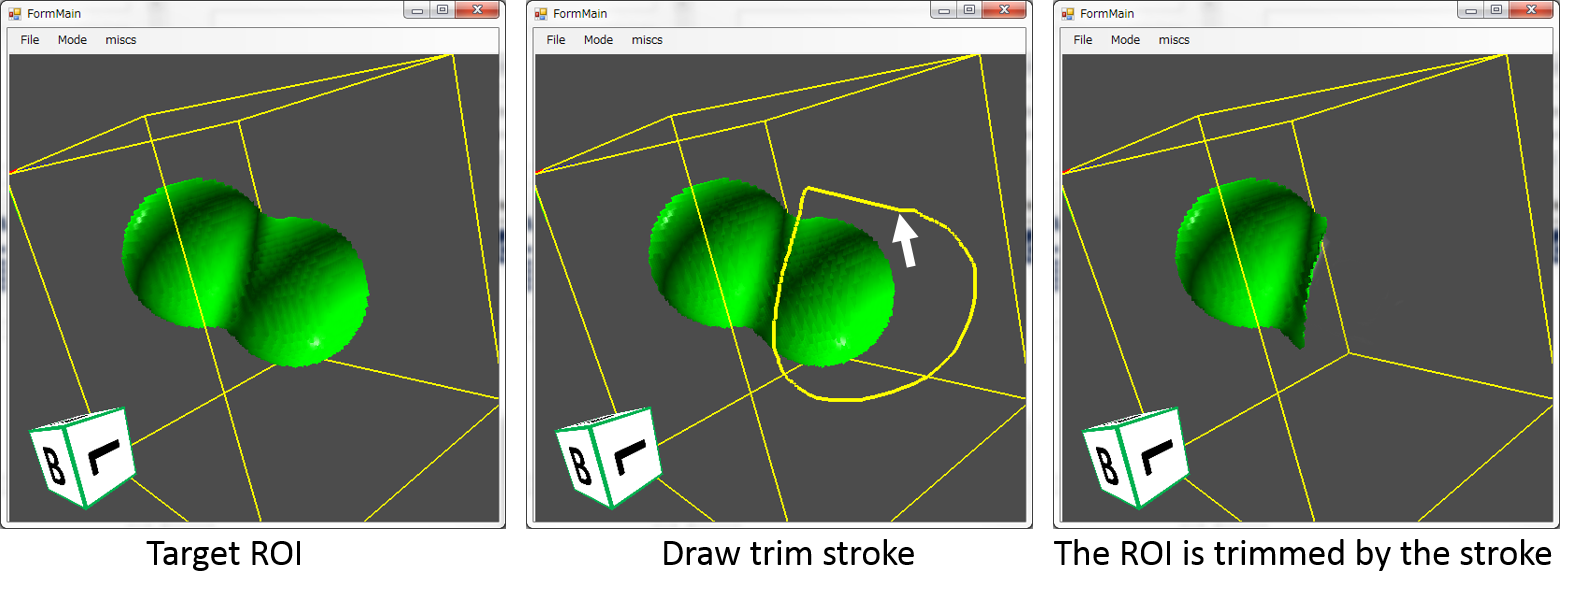 FormMain
File Mode miscs
B L
Target ROI
FormMain
File Mode miscs
B L
Draw trim stroke
FormMain
File Mode miscs
B L
The ROI is trimmed by the stroke